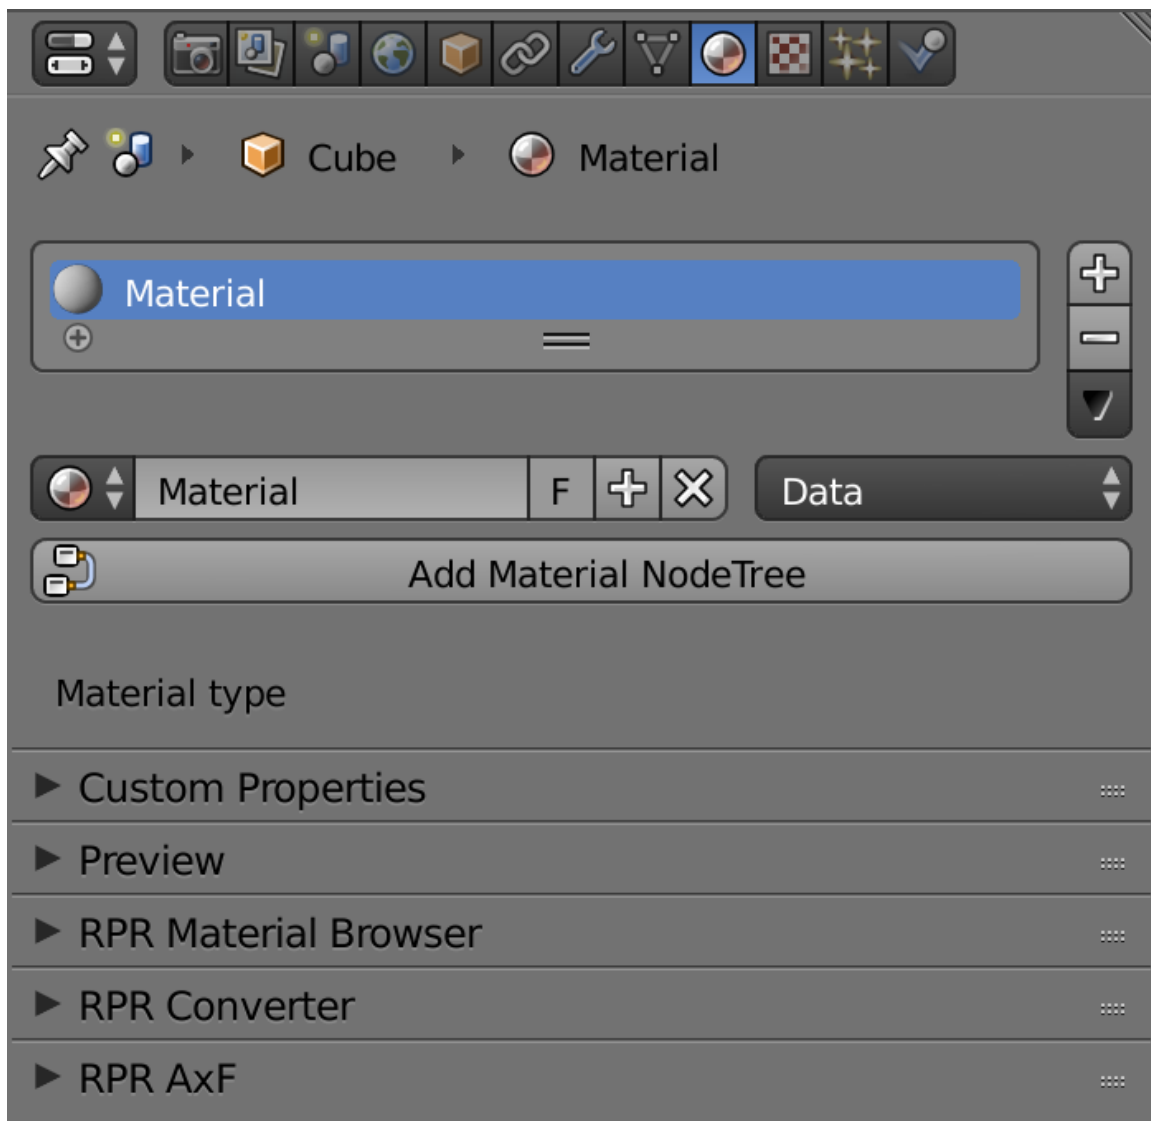 Cube Material
Material
Material F Data
Add Material NodeTree
Material type
Custom Properties
Preview
RPR Material Browser
RPR Converter
RPR AxF